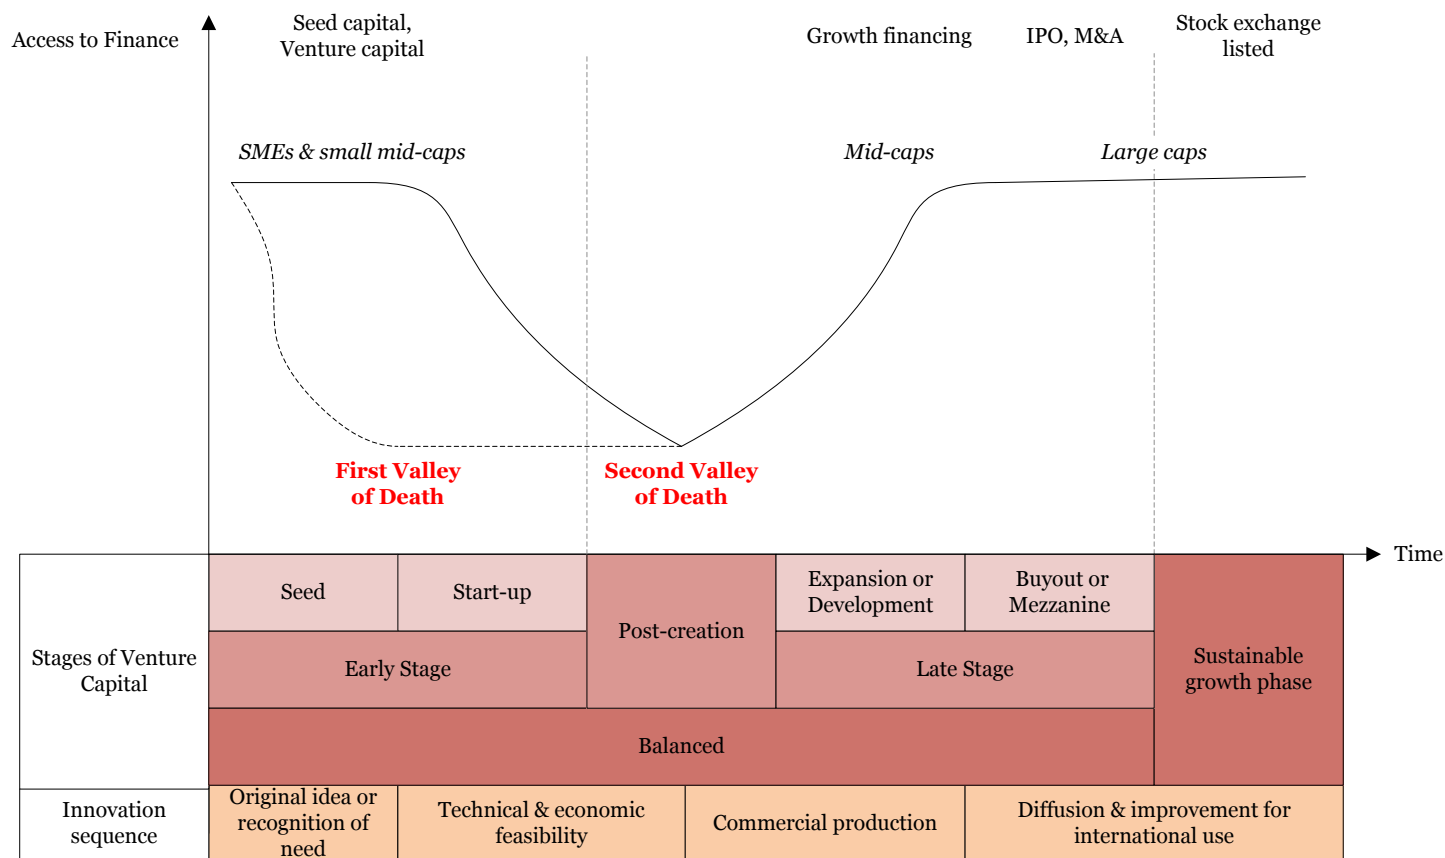 Access to Finance
Seed capital,
Venture capital
Growth financing
IPO, M&A
Stock exchange
listed
SMEs & small mid-caps
Mid-caps
Large caps
First Valley
of Death
Second Valley
of Death
Time
Stages of Venture
Capital
Seed
Start-up
Post-creation
Expansion or
Development
Buyout or
Mezzanine
Early Stage
Late Stage
Sustainable
growth phase
Balanced
Innovation
sequence
Original idea or
recognition of
need
Technical & economic
feasibility
Commercial production
Diffusion & improvement for
international use